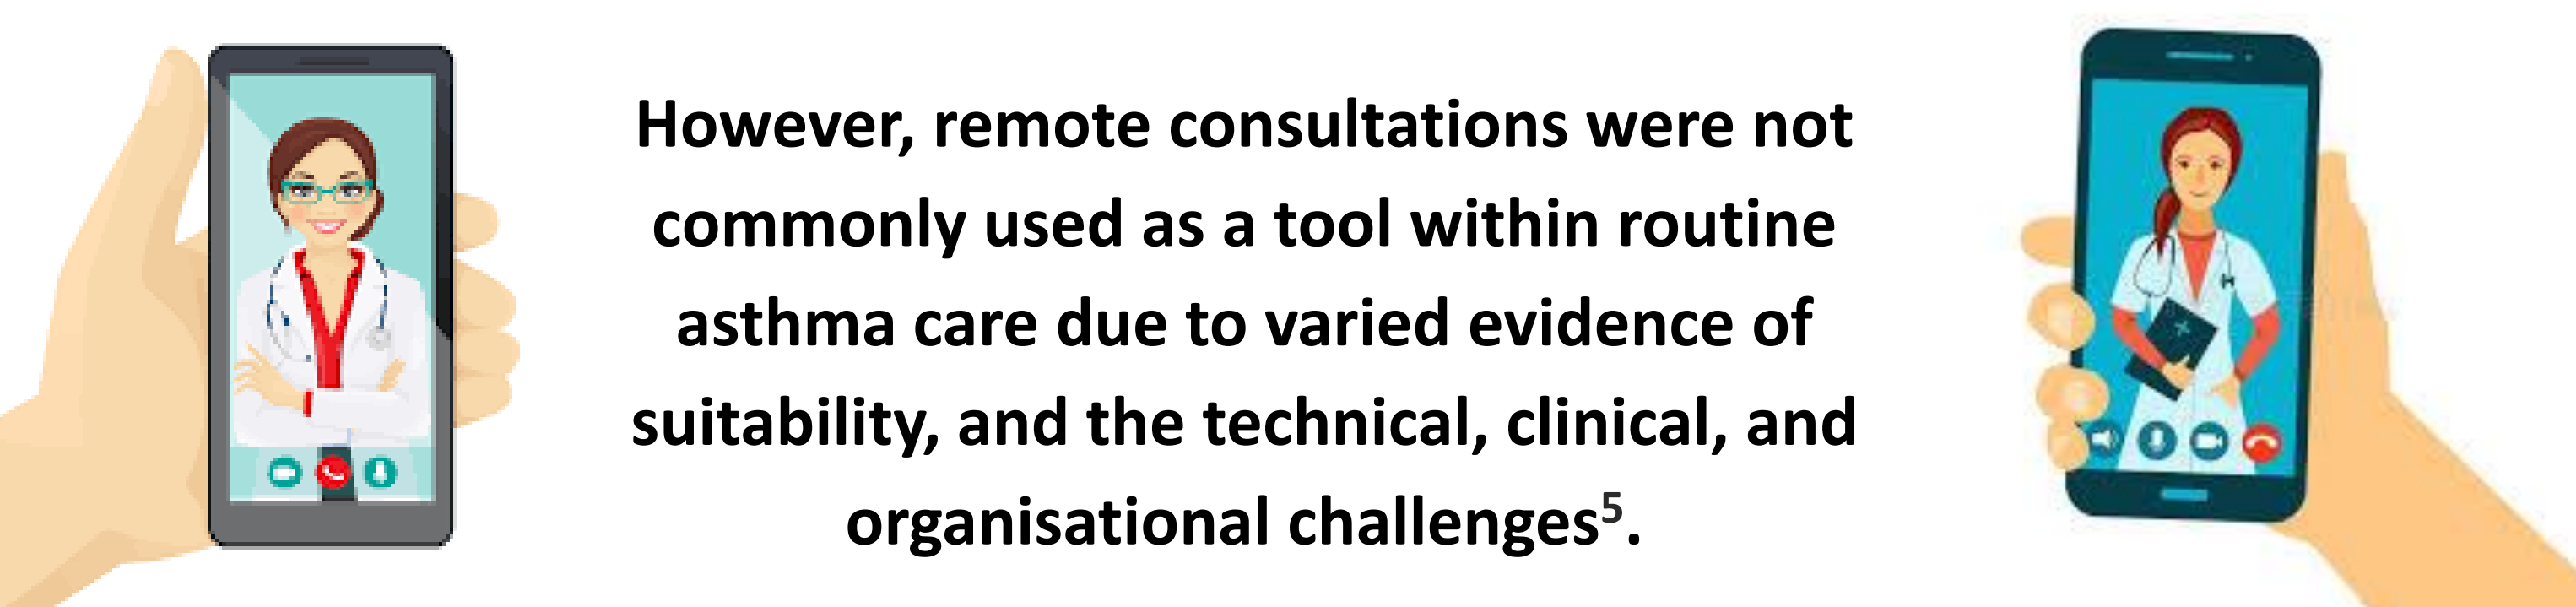 However, remote consultations were not
commonly used as a tool within routine
asthma care due to varied evidence of
suitability, and the technical, clinical, and
organisational challenges⁵.